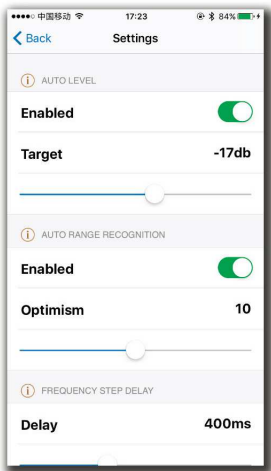 中国移动 17:23 84%
Back Settings
AUTO LEVEL
Enabled
Target -17db
AUTO RANGE RECOGNITION
Enabled
Optimism 10
FREQUENCY STEP DELAY
Delay 400ms